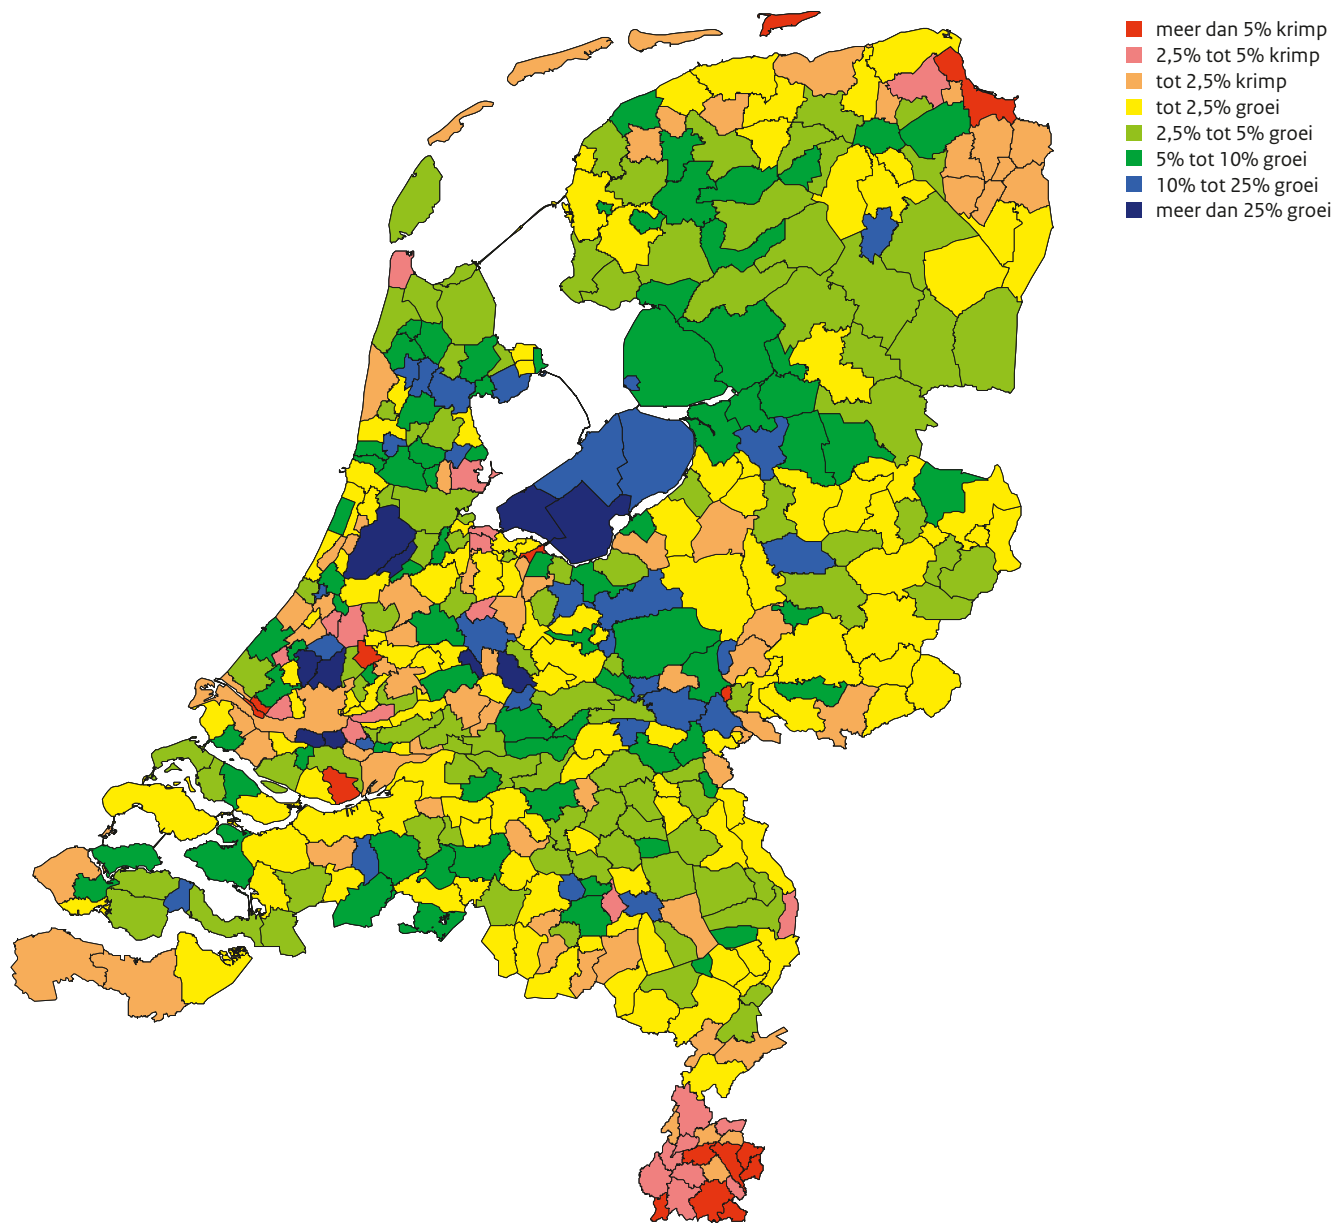 meer dan 5% krimp
2,5% tot 5% krimp
tot 2,5% krimp
tot 2,5% groei
2,5% tot 5% groei
5% tot 10% groei
10% tot 25% groei
meer dan 25% groei